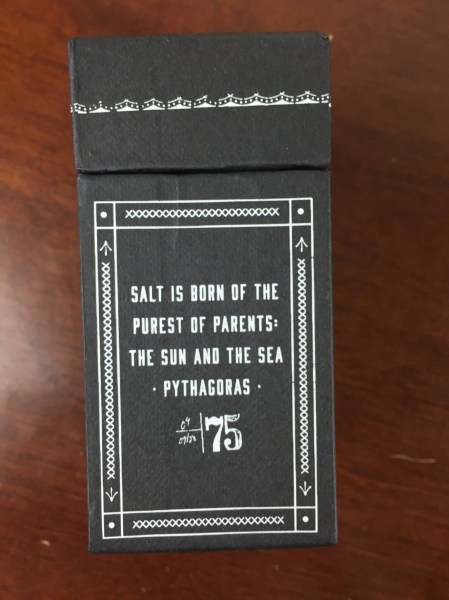 SALT IS BORN OF THE
PUREST OF PARENTS:
THE SUN AND THE SEA
· PYTHAGORAS ·
75